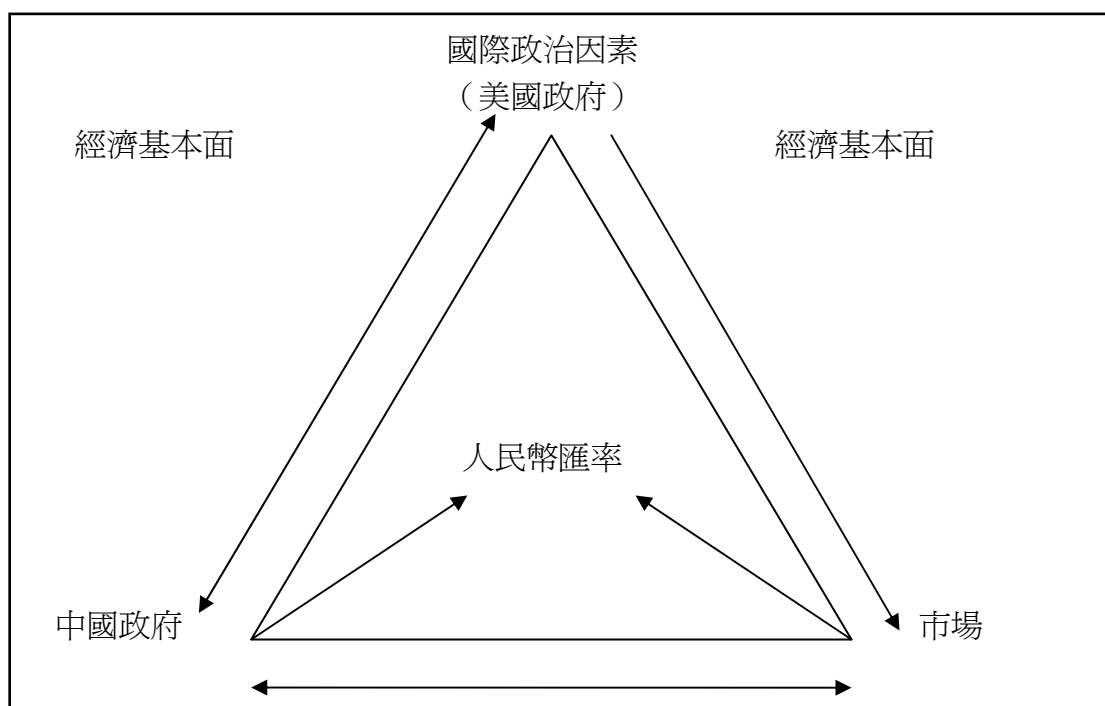 國際政治因素
（美國政府）
經濟基本面
經濟基本面
人民幣匯率
中國政府
市場